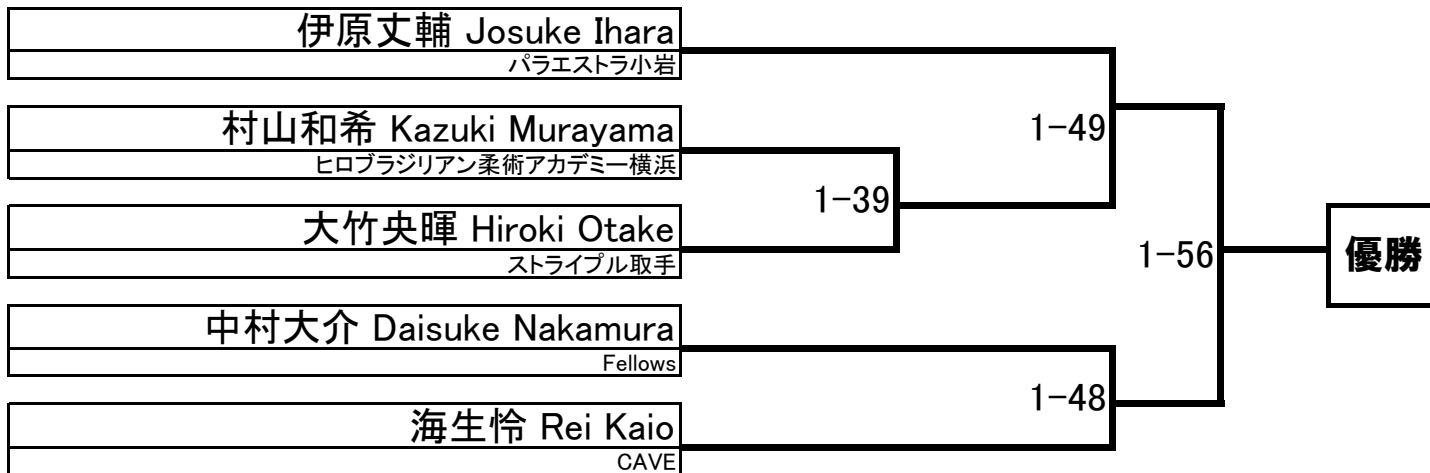 伊原丈輔 Josuke Ihara
パラエストラ小岩
村山和希 Kazuki Murayama
ヒロブラジリアン柔術アカデミー横浜
大竹央暉 Hiroki Otake
ストライプル取手
中村大介 Daisuke Nakamura
Fellows
海生怜 Rei Kaio
CAVE
1-39
1-49
1-48
1-56
優勝